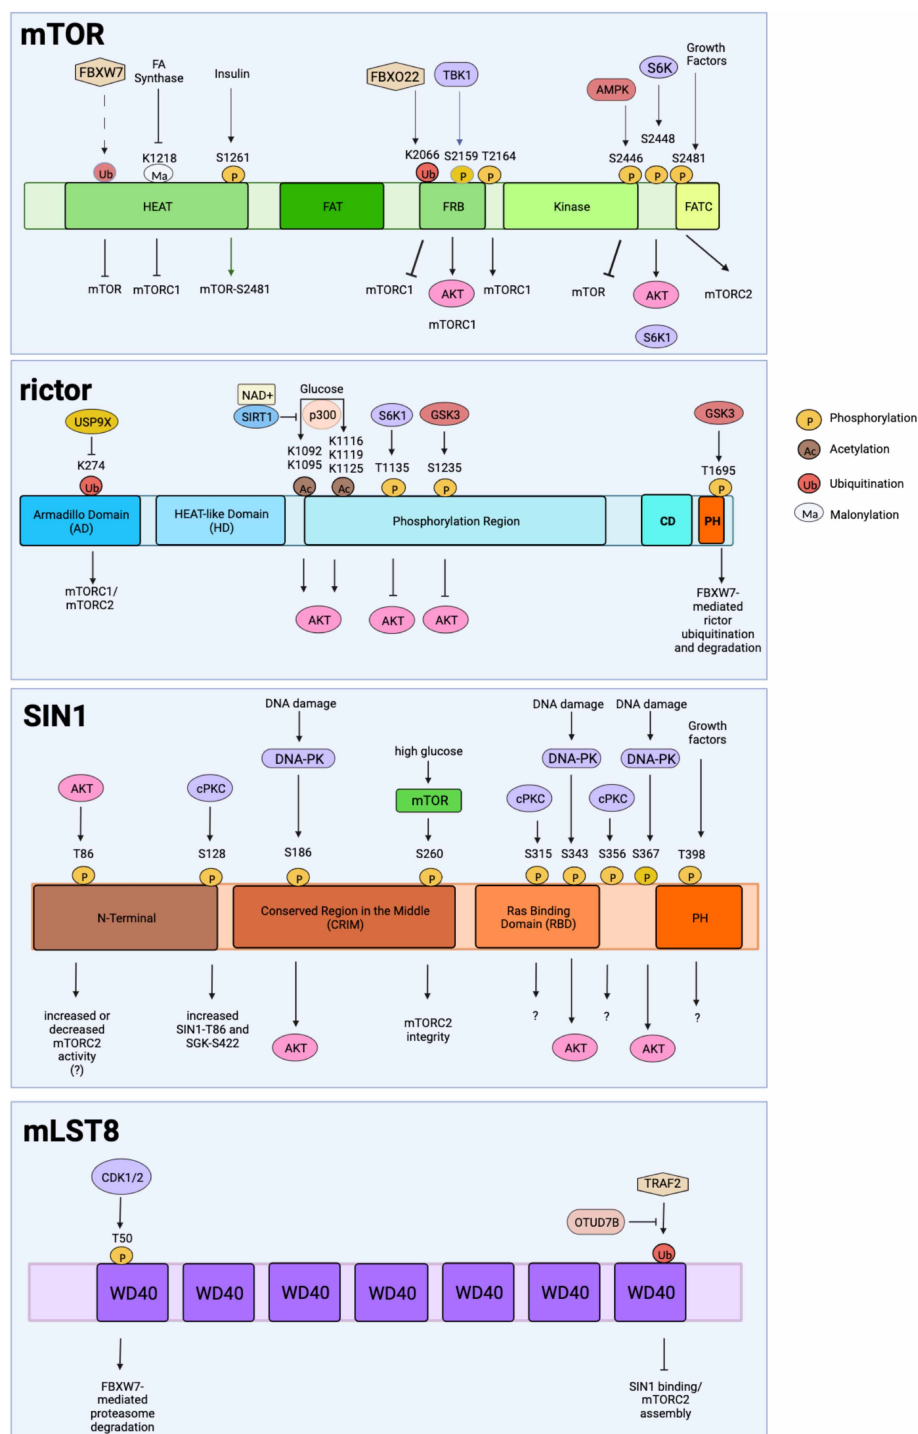 mTOR
FBXW7
FA
Synthase
Insulin
FBXO22
TBK1
AMPK
S6K
Growth
Factors
S2448
K1218
S1261
K2066
S2159
T2164
S2446
S2481
Ub
Ma
P
Ub
P
P
P
P
P
HEAT
FAT
FRB
Kinase
FATC
mTOR
mTORC1
mTOR-S2481
mTORC1
AKT
mTORC1
mTORC1
mTOR
AKT
S6K1
mTORC2
rictor
USP9X
K274
Ub
NAD+
SIRT1
Glucose
p300
K1092
K1095
K1116
K1119
K1125
Ac
Ac
S6K1
T1135
P
GSK3
S1235
P
GSK3
T1695
P
Armadillo Domain
(AD)
HEAT-like Domain
(HD)
Phosphorylation Region
CD
PH
mTORC1/
mTORC2
AKT
AKT
AKT
FBXW7-
mediated
rictor
ubiquitination
and degradation
P
Phosphorylation
Ac
Acetylation
Ub
Ubiquitination
Ma
Malonylation
SIN1
AKT
T86
P
cPKC
S128
P
DNA damage
DNA-PK
S186
P
high glucose
mTOR
S260
P
cPKC
S315
P
DNA damage
DNA-PK
S343
P
cPKC
S356
P
DNA damage
DNA-PK
S367
P
Growth
factors
T398
P
N-Terminal
Conserved Region in the Middle
(CRIM)
Ras Binding
Domain (RBD)
PH
increased or
decreased
mTORC2
activity
(?)
increased
SIN1-T86 and
SGK-S422
AKT
mTORC2
integrity
?
AKT
?
AKT
?
mLST8
CDK1/2
T50
P
TRAF2
OTUD7B
Ub
WD40
WD40
WD40
WD40
WD40
WD40
WD40
FBXW7-
mediated
proteasome
degradation
SIN1 binding/
mTORC2
assembly